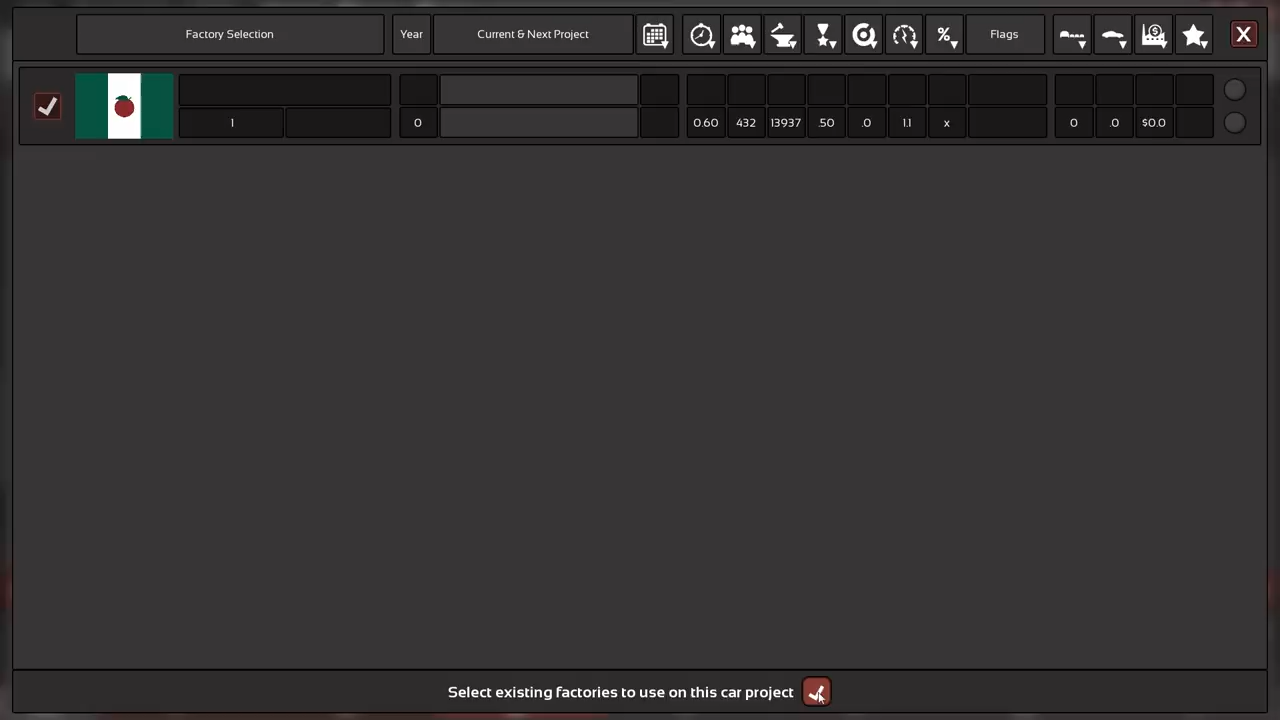 Factory Selection Year Current & Next Project % Flags X
1 0 0.60 432 13937 .50 .0 1.1 x 0 .0 $0.0
Select existing factories to use on this car project